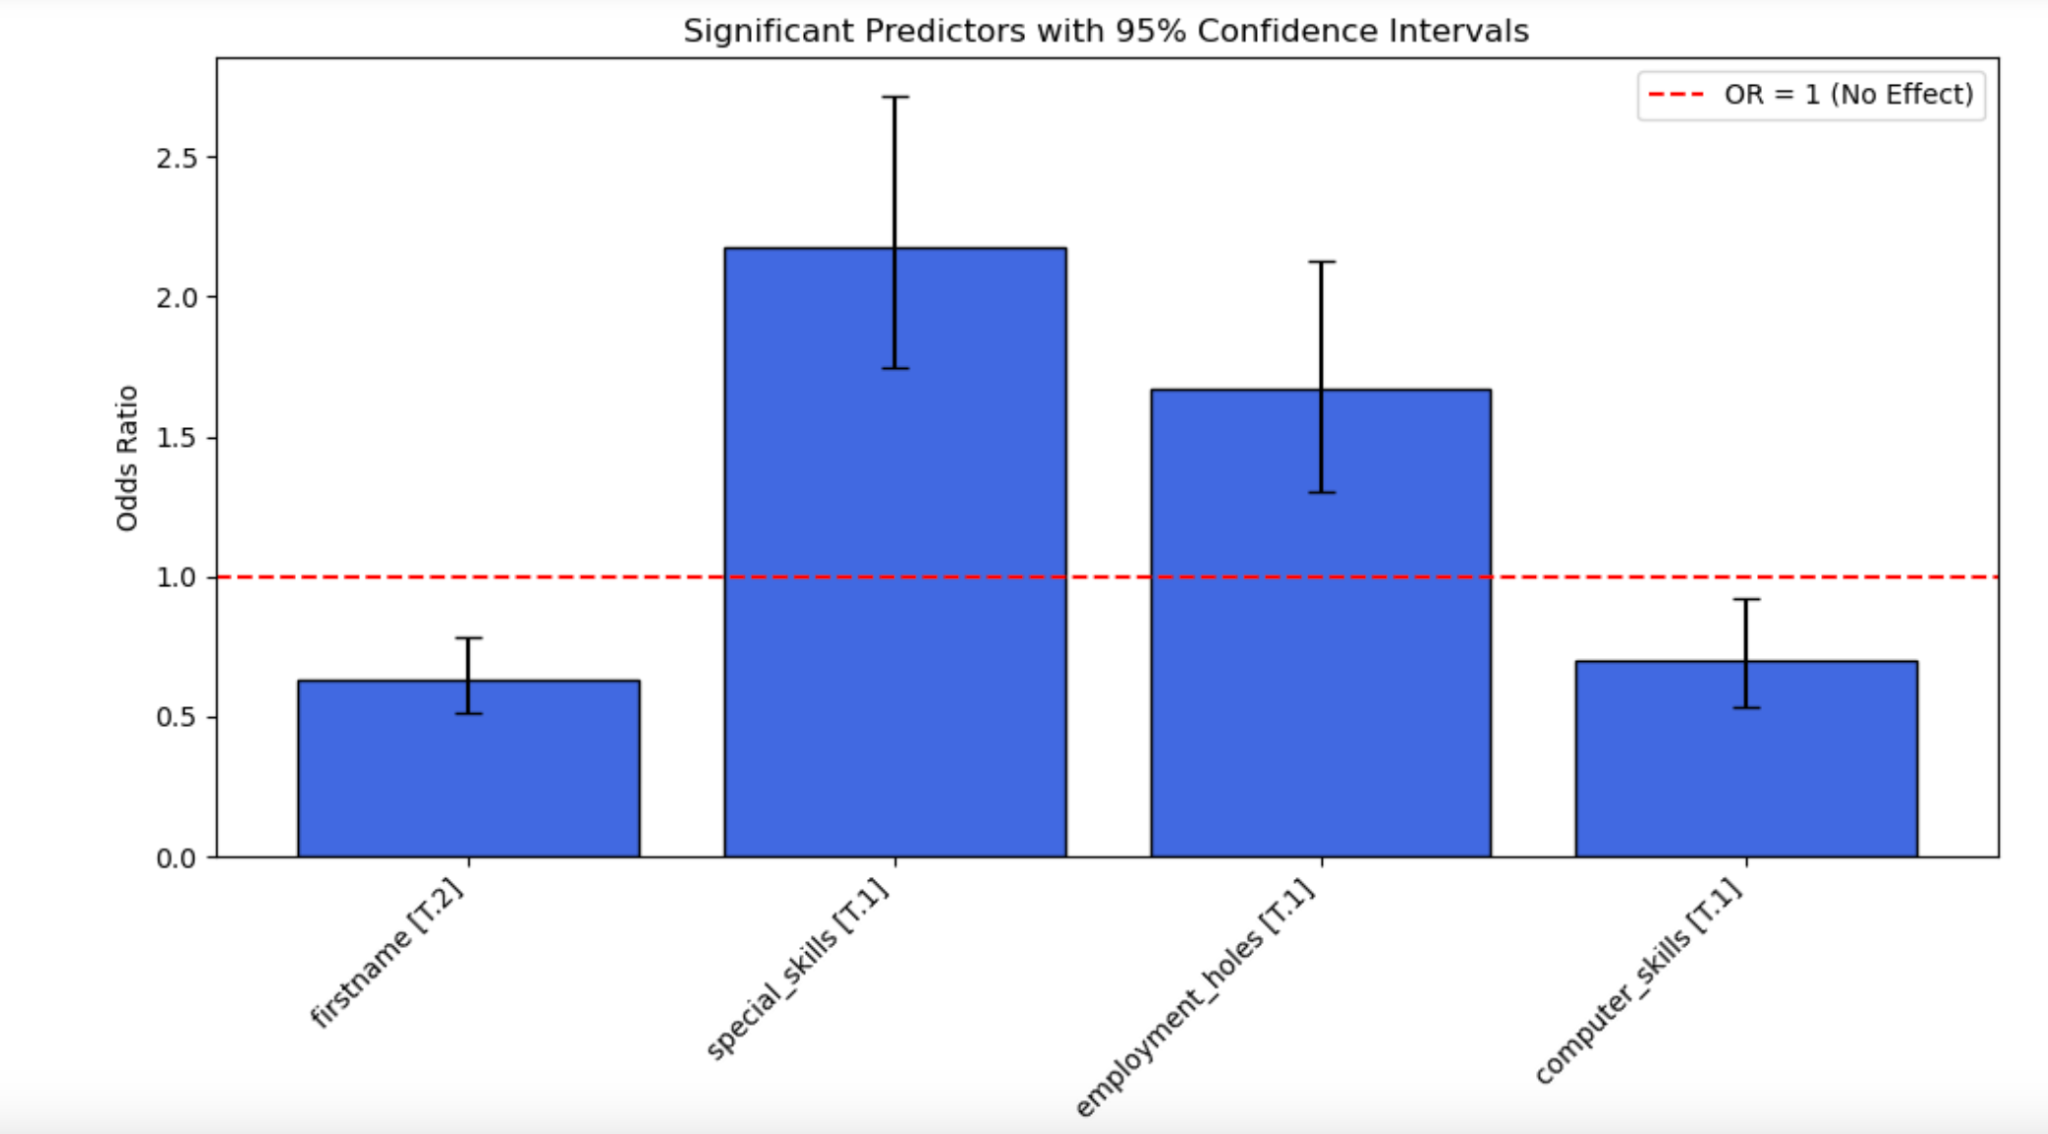 Significant Predictors with 95% Confidence Intervals
OR = 1 (No Effect)
Odds Ratio
2.5
2.0
1.5
1.0
0.5
0.0
firstname [T.2]
special_skills [T.1]
employment_holes [T.1]
computer_skills [T.1]